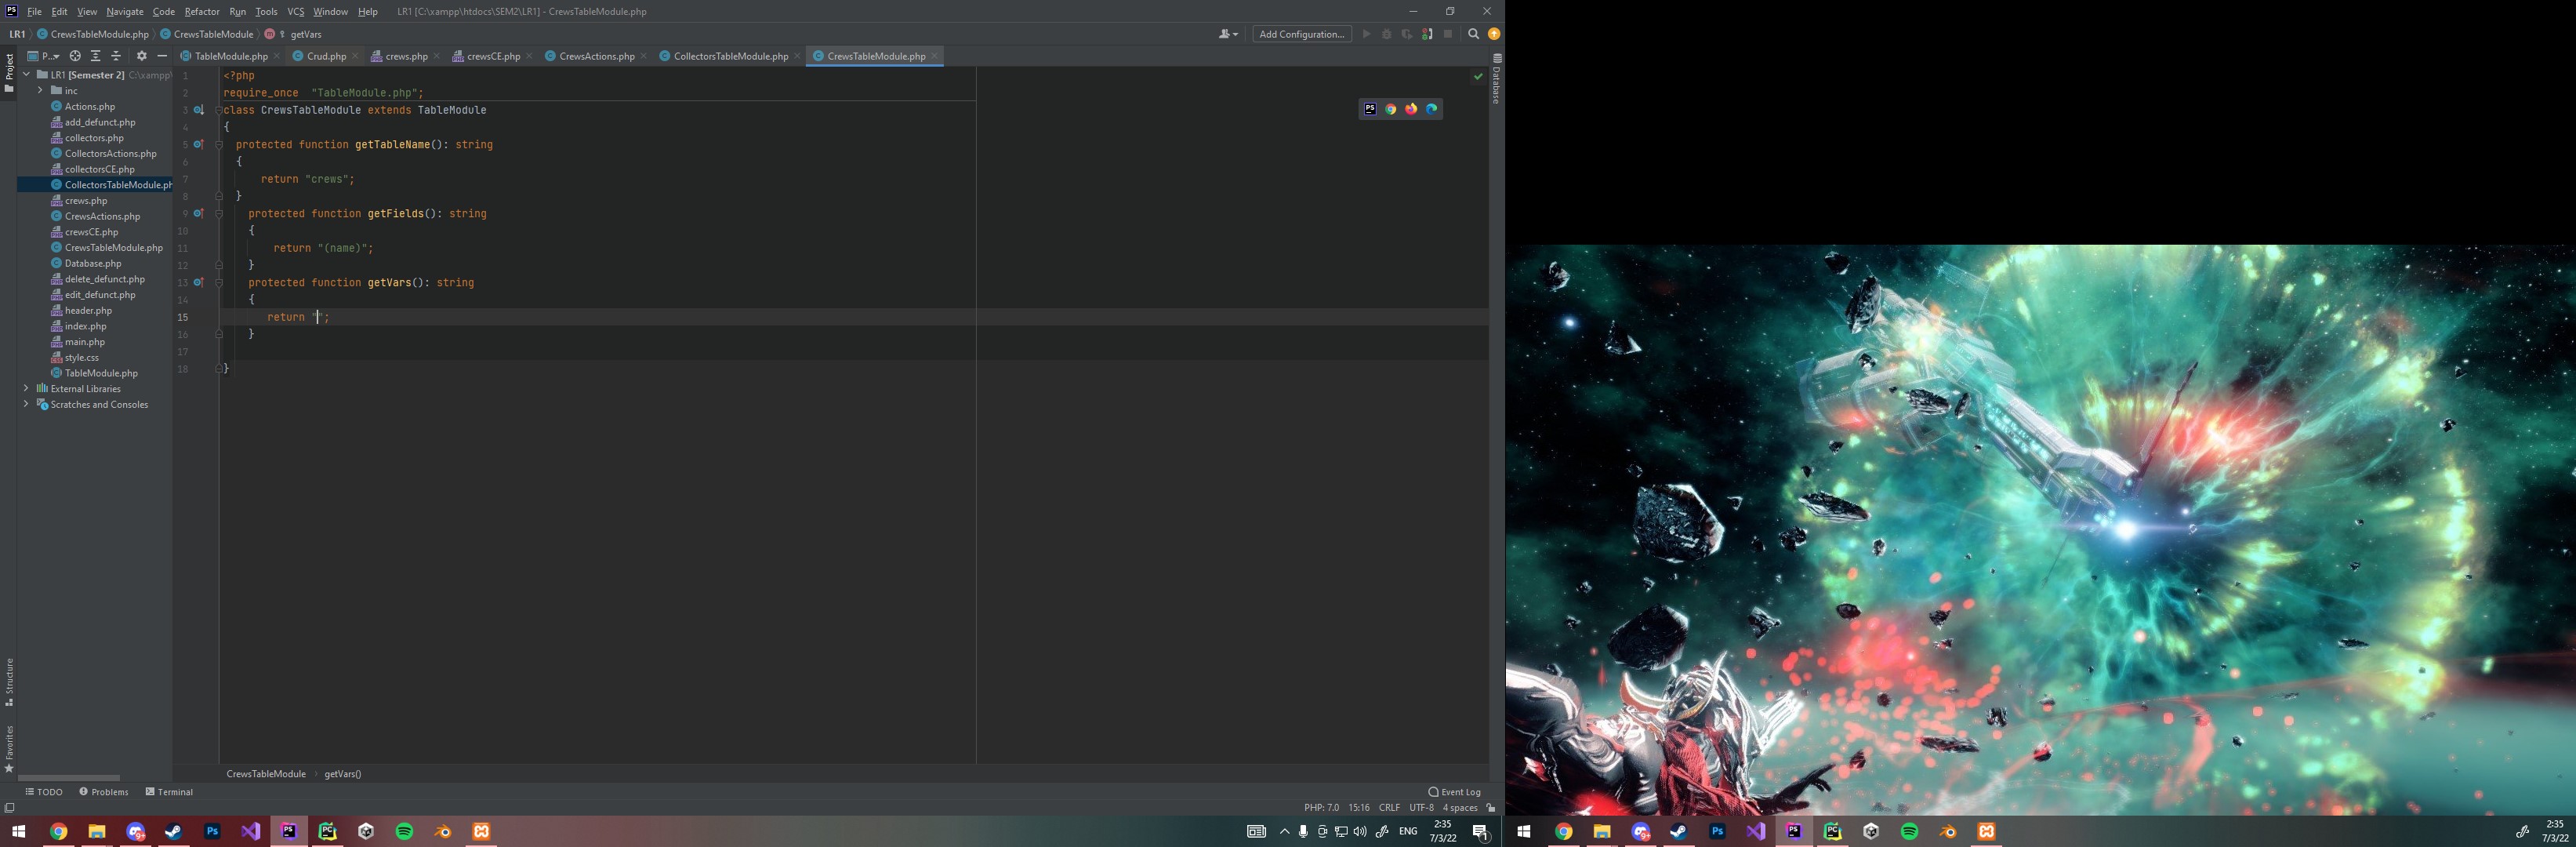 File Edit View Navigate Code Refactor Run Tools VCS Window Help LR1 [C:\xampp\htdocs\SEM2\LR1] - CrewsTableModule.php
LR1 CrewsTableModule.php CrewsTableModule getVars Add Configuration...
P... TableModule.php Crud.php crews.php crewsCE.php CrewsActions.php CollectorsTableModule.php CrewsTableModule.php
Project
LR1 [Semester 2] C:\xampp\
inc
Actions.php
add_defunct.php
collectors.php
CollectorsActions.php
collectorsCE.php
CollectorsTableModule.ph
crews.php
CrewsActions.php
crewsCE.php
CrewsTableModule.php
Database.php
delete_defunct.php
edit_defunct.php
header.php
index.php
main.php
style.css
TableModule.php
External Libraries
Scratches and Consoles
Structure
Favorites
1 <?php
2 require_once "TableModule.php";
3 class CrewsTableModule extends TableModule
4 {
5 protected function getTableName(): string
6 {
7 return "crews";
8 }
9 protected function getFields(): string
10 {
11 return "(name)";
12 }
13 protected function getVars(): string
14 {
15 return "";
16 }
17
18 }
Database
CrewsTableModule getVars()
TODO Problems Terminal Event Log
PHP: 7.0 15:16 CRLF UTF-8 4 spaces
ENG 2:35
7/3/22
2:35
7/3/22